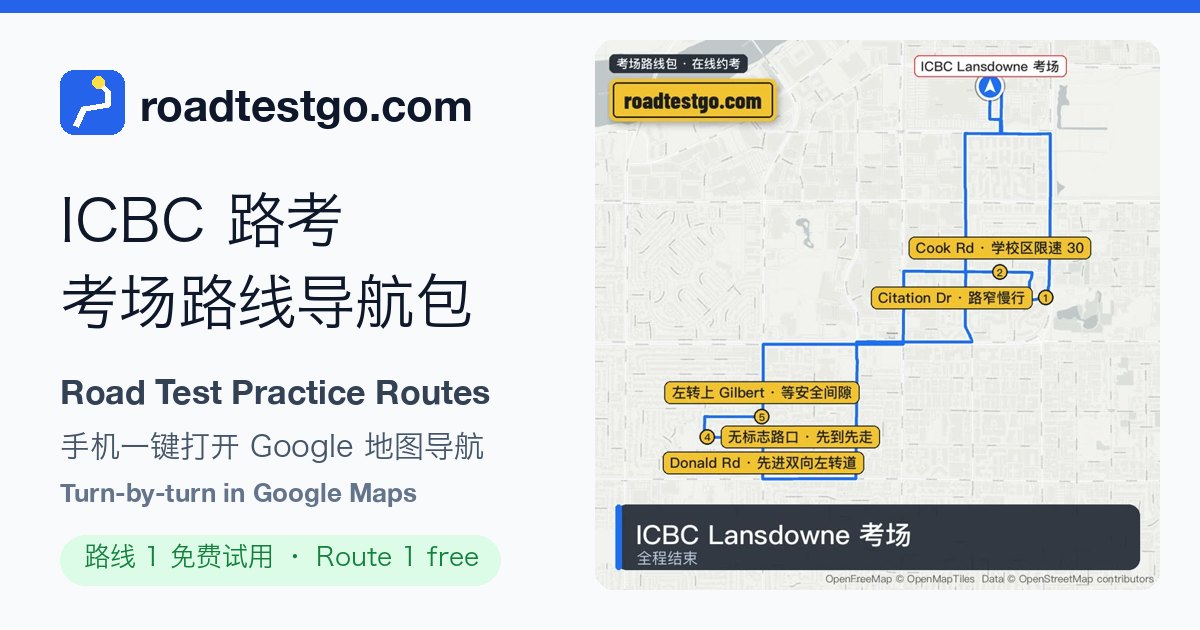 roadtestgo.com
ICBC 路考
考场路线导航包
Road Test Practice Routes
手机一键打开 Google 地图导航
Turn-by-turn in Google Maps
路线 1 免费试用 · Route 1 free
考场路线包 · 在线约考
roadtestgo.com
ICBC Lansdowne 考场
Cook Rd · 学校区限速 30
2
Citation Dr · 路窄慢行
1
左转上 Gilbert · 等安全间隙
5
4
无标志路口 · 先到先走
Donald Rd · 先进双向左转道
ICBC Lansdowne 考场
全程结束
OpenFreeMap © OpenMapTiles Data © OpenStreetMap contributors